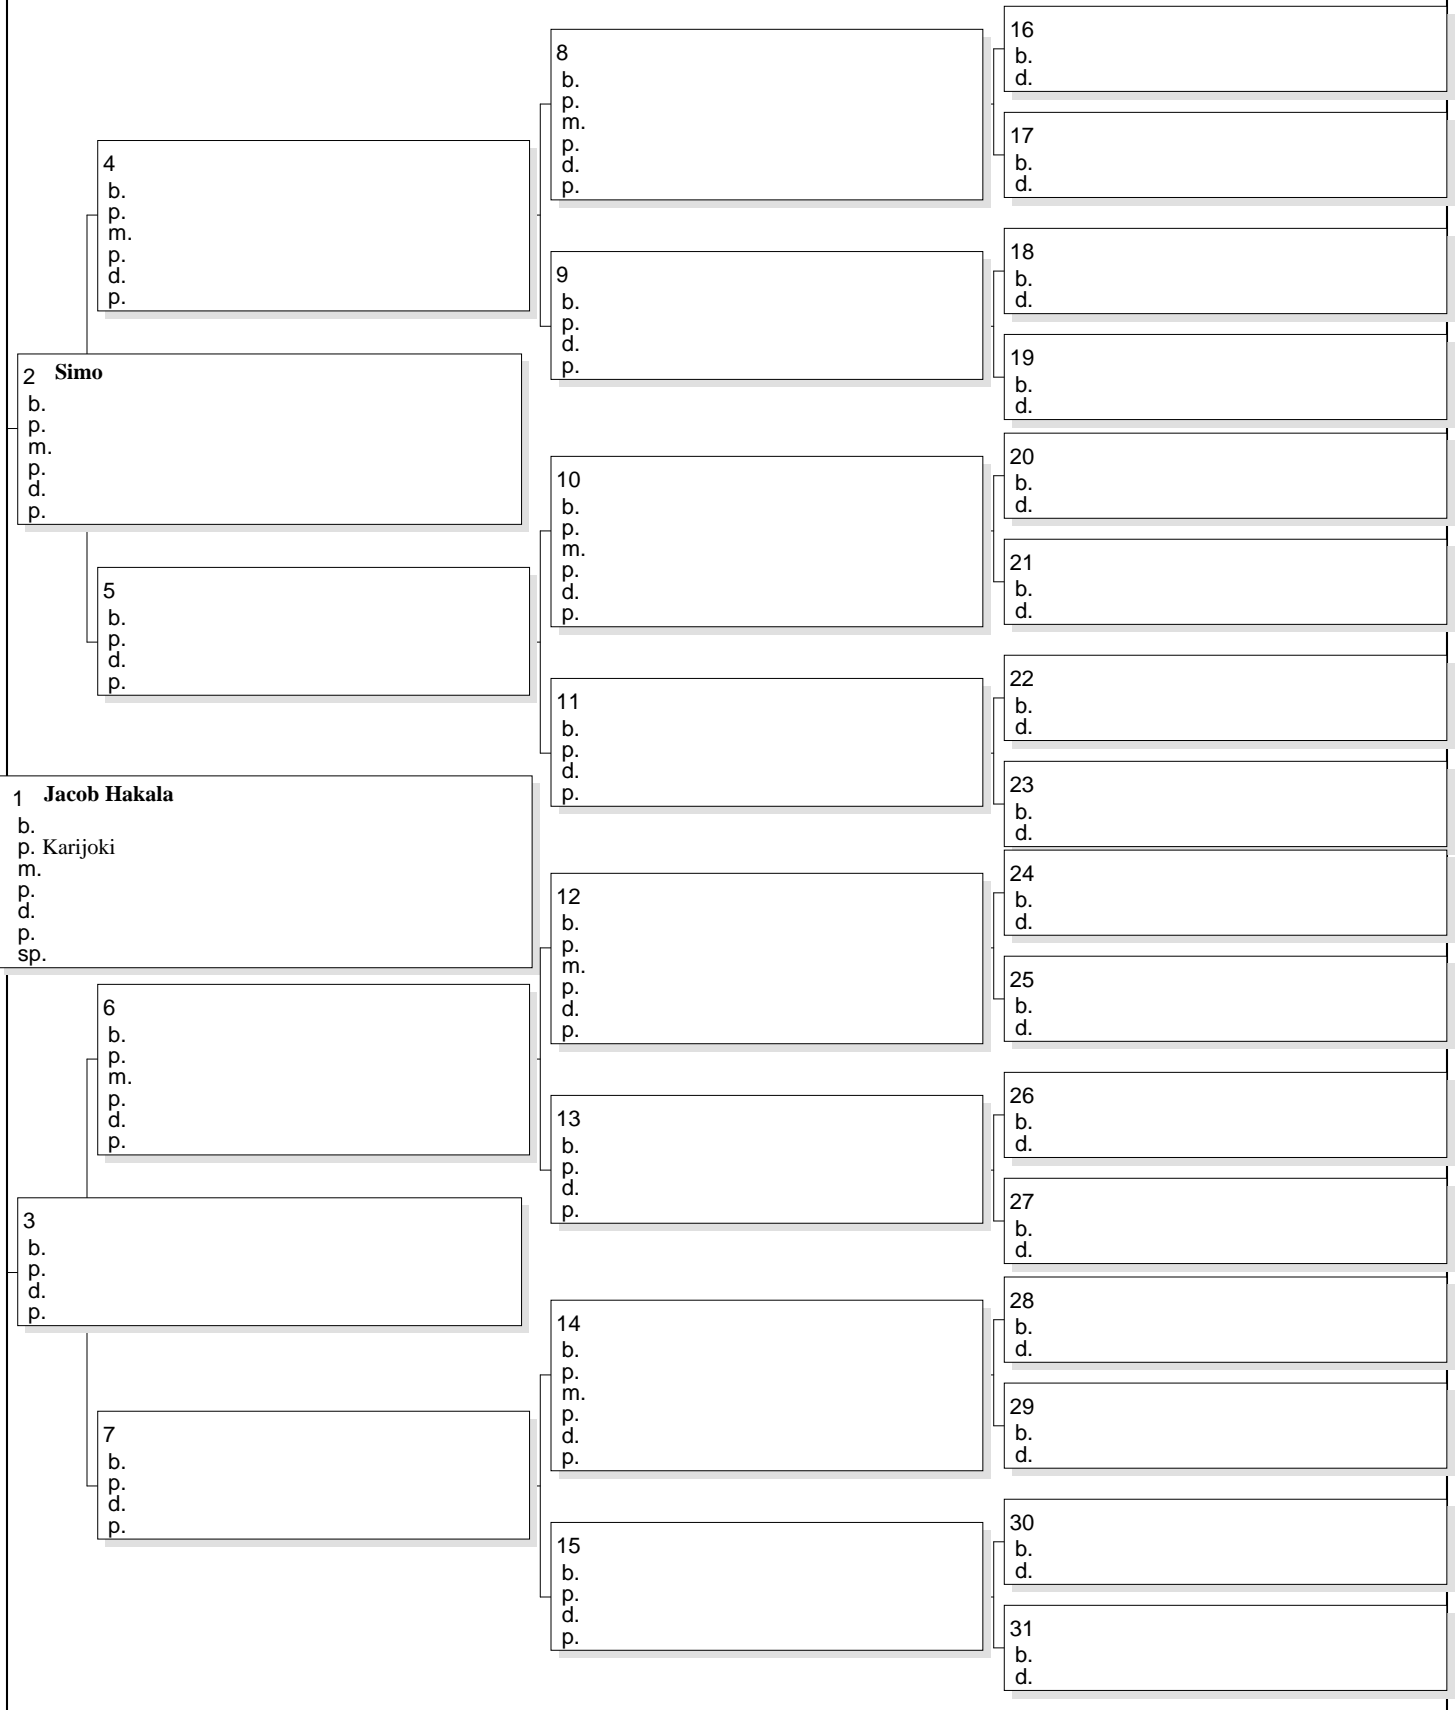 4
b.
p.
m.
p.
d.
p.
2 Simo
b.
p.
m.
p.
d.
p.
5
b.
p.
d.
p.
1 Jacob Hakala
b.
p. Karijoki
m.
p.
d.
p.
sp.
6
b.
p.
m.
p.
d.
p.
3
b.
p.
d.
p.
7
b.
p.
d.
p.
8
b.
p.
m.
p.
d.
p.
9
b.
p.
d.
p.
10
b.
p.
m.
p.
d.
p.
11
b.
p.
d.
p.
12
b.
p.
m.
p.
d.
p.
13
b.
p.
d.
p.
14
b.
p.
m.
p.
d.
p.
15
b.
p.
d.
p.
16
b.
d.
17
b.
d.
18
b.
d.
19
b.
d.
20
b.
d.
21
b.
d.
22
b.
d.
23
b.
d.
24
b.
d.
25
b.
d.
26
b.
d.
27
b.
d.
28
b.
d.
29
b.
d.
30
b.
d.
31
b.
d.